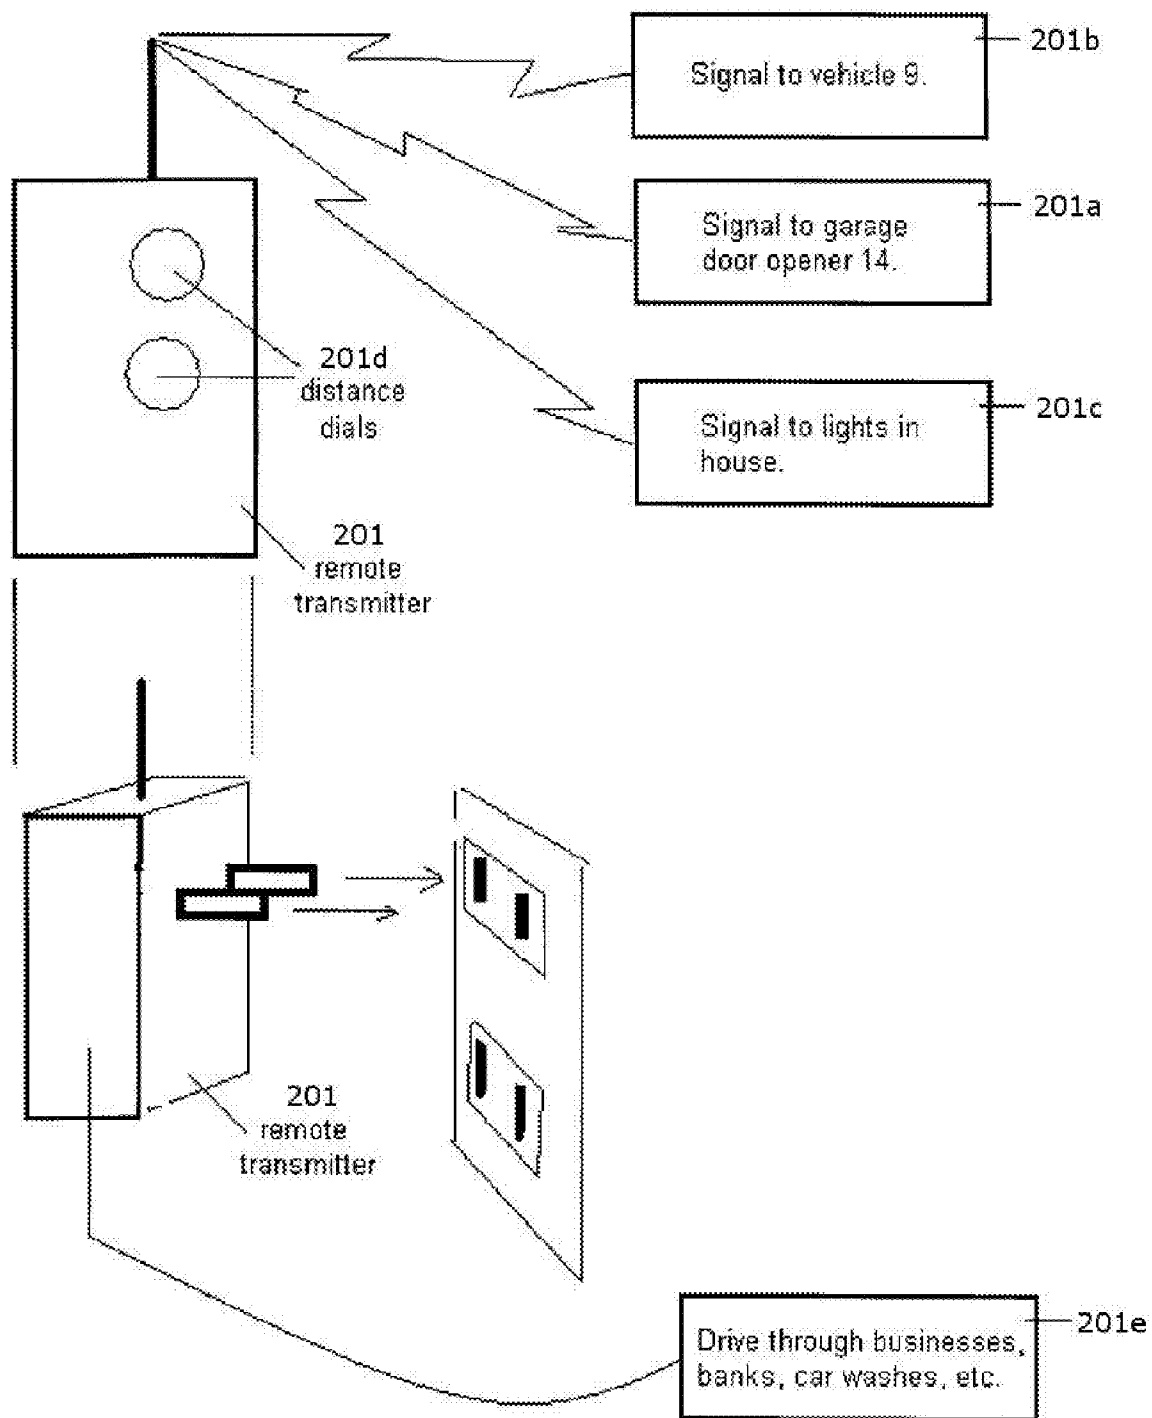 201b
Signal to vehicle 9.
201a
Signal to garage
door opener 14.
201d
distance
dials
201c
Signal to lights in
house.
201
remote
transmitter
201
remote
transmitter
201e
Drive through businesses,
banks, car washes, etc.